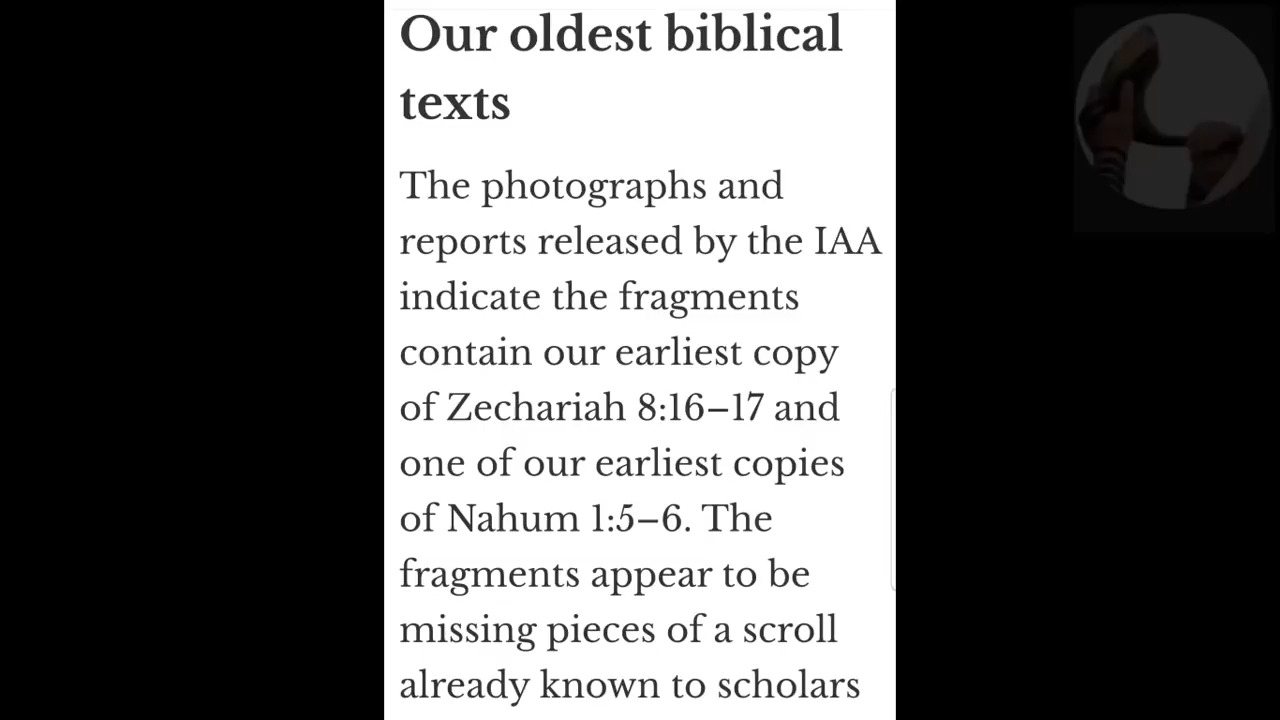 Our oldest biblical
texts
The photographs and
reports released by the IAA
indicate the fragments
contain our earliest copy
of Zechariah 8:16–17 and
one of our earliest copies
of Nahum 1:5–6. The
fragments appear to be
missing pieces of a scroll
already known to scholars